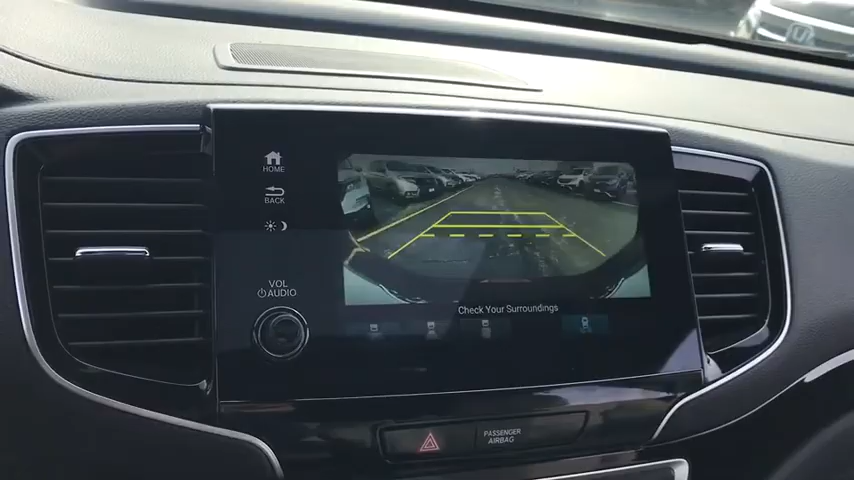 HOME
BACK
VOL
AUDIO
Check Your Surroundings
PASSENGER
AIRBAG